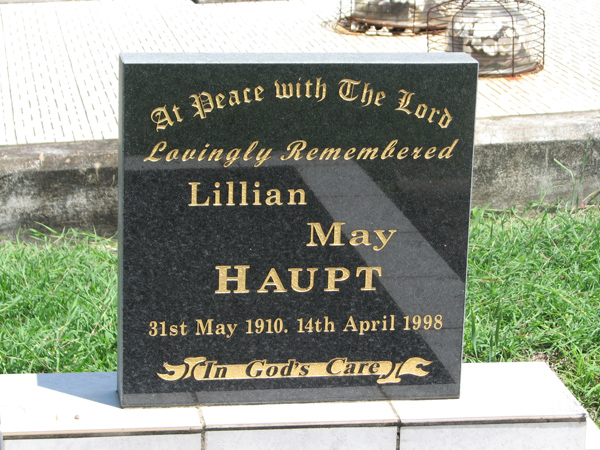 At Peace with The Lord
Lovingly Remembered
Lillian
May
HAUPT
31st May 1910. 14th April 1998
In God's Care